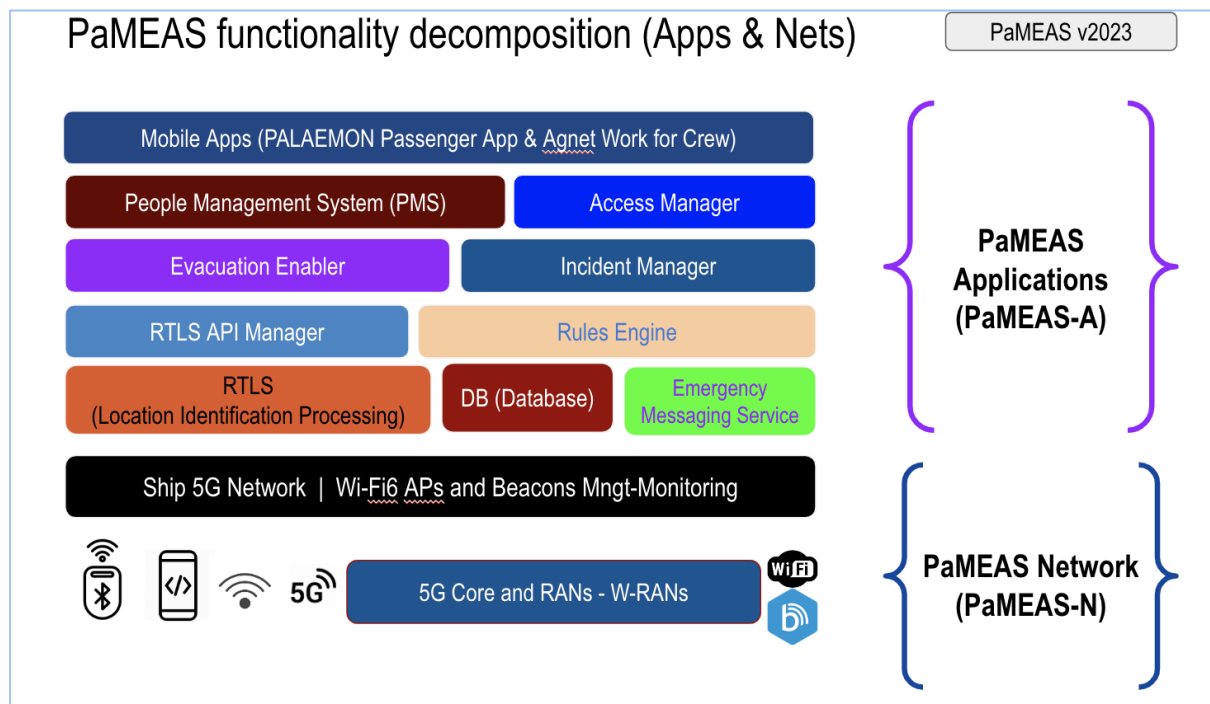 PaMEAS functionality decomposition (Apps & Nets)
PaMEAS v2023
Mobile Apps (PALAEMON Passenger App & Agnet Work for Crew)
People Management System (PMS)
Access Manager
Evacuation Enabler
Incident Manager
RTLS API Manager
Rules Engine
RTLS
(Location Identification Processing)
DB (Database)
Emergency
Messaging Service
PaMEAS
Applications
(PaMEAS-A)
Ship 5G Network | Wi-Fi6 APs and Beacons Mngt-Monitoring
</>
5G
5G Core and RANs - W-RANs
WiFi
b
PaMEAS Network
(PaMEAS-N)